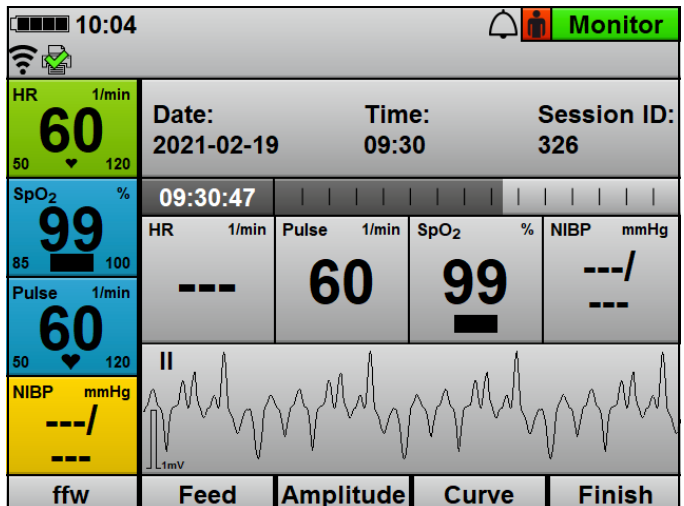 10:04
Monitor
HR 1/min
60
50 120
SpO2 %
99
85 100
Pulse 1/min
60
50 120
NIBP mmHg
---/
---
Date: Time: Session ID:
2021-02-19 09:30 326
09:30:47
HR 1/min
---
Pulse 1/min
60
SpO2 %
99
NIBP mmHg
---/
---
II
1mV
ffw Feed Amplitude Curve Finish